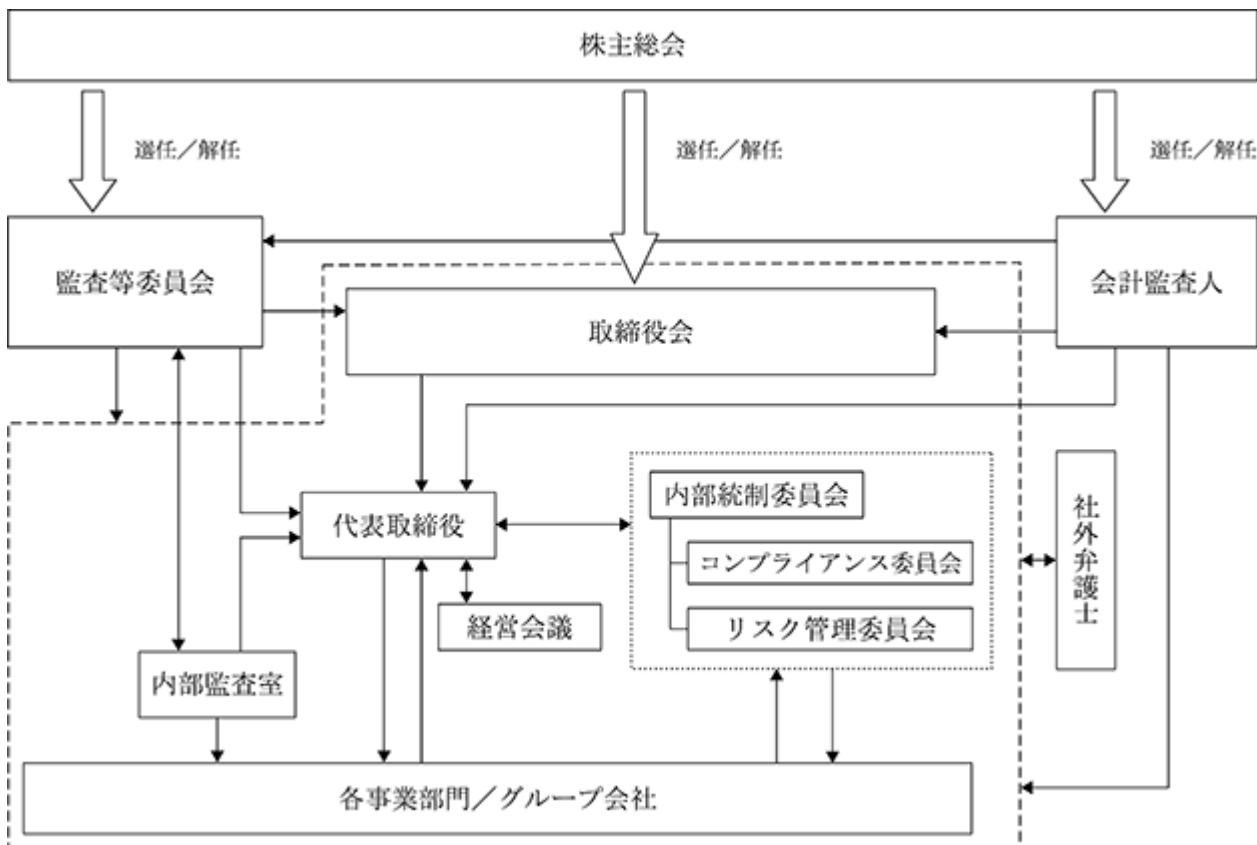 株主総会
選任／解任
選任／解任
選任／解任
監査等委員会
取締役会
会計監査人
代表取締役
内部統制委員会
コンプライアンス委員会
リスク管理委員会
社外弁護士
経営会議
内部監査室
各事業部門／グループ会社